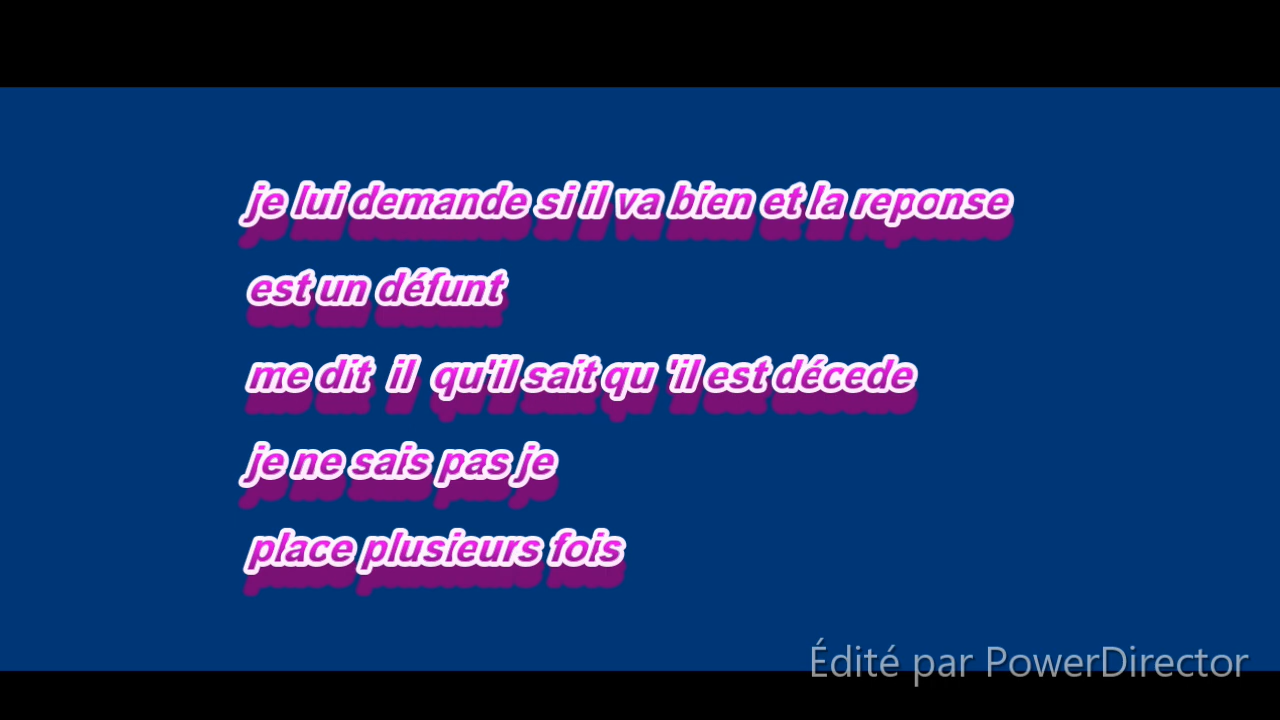 je lui demande si il va bien et la reponse
est un défunt
me dit il qu'il sait qu 'il est décede
je ne sais pas je
place plusieurs fois
Édité par PowerDirector